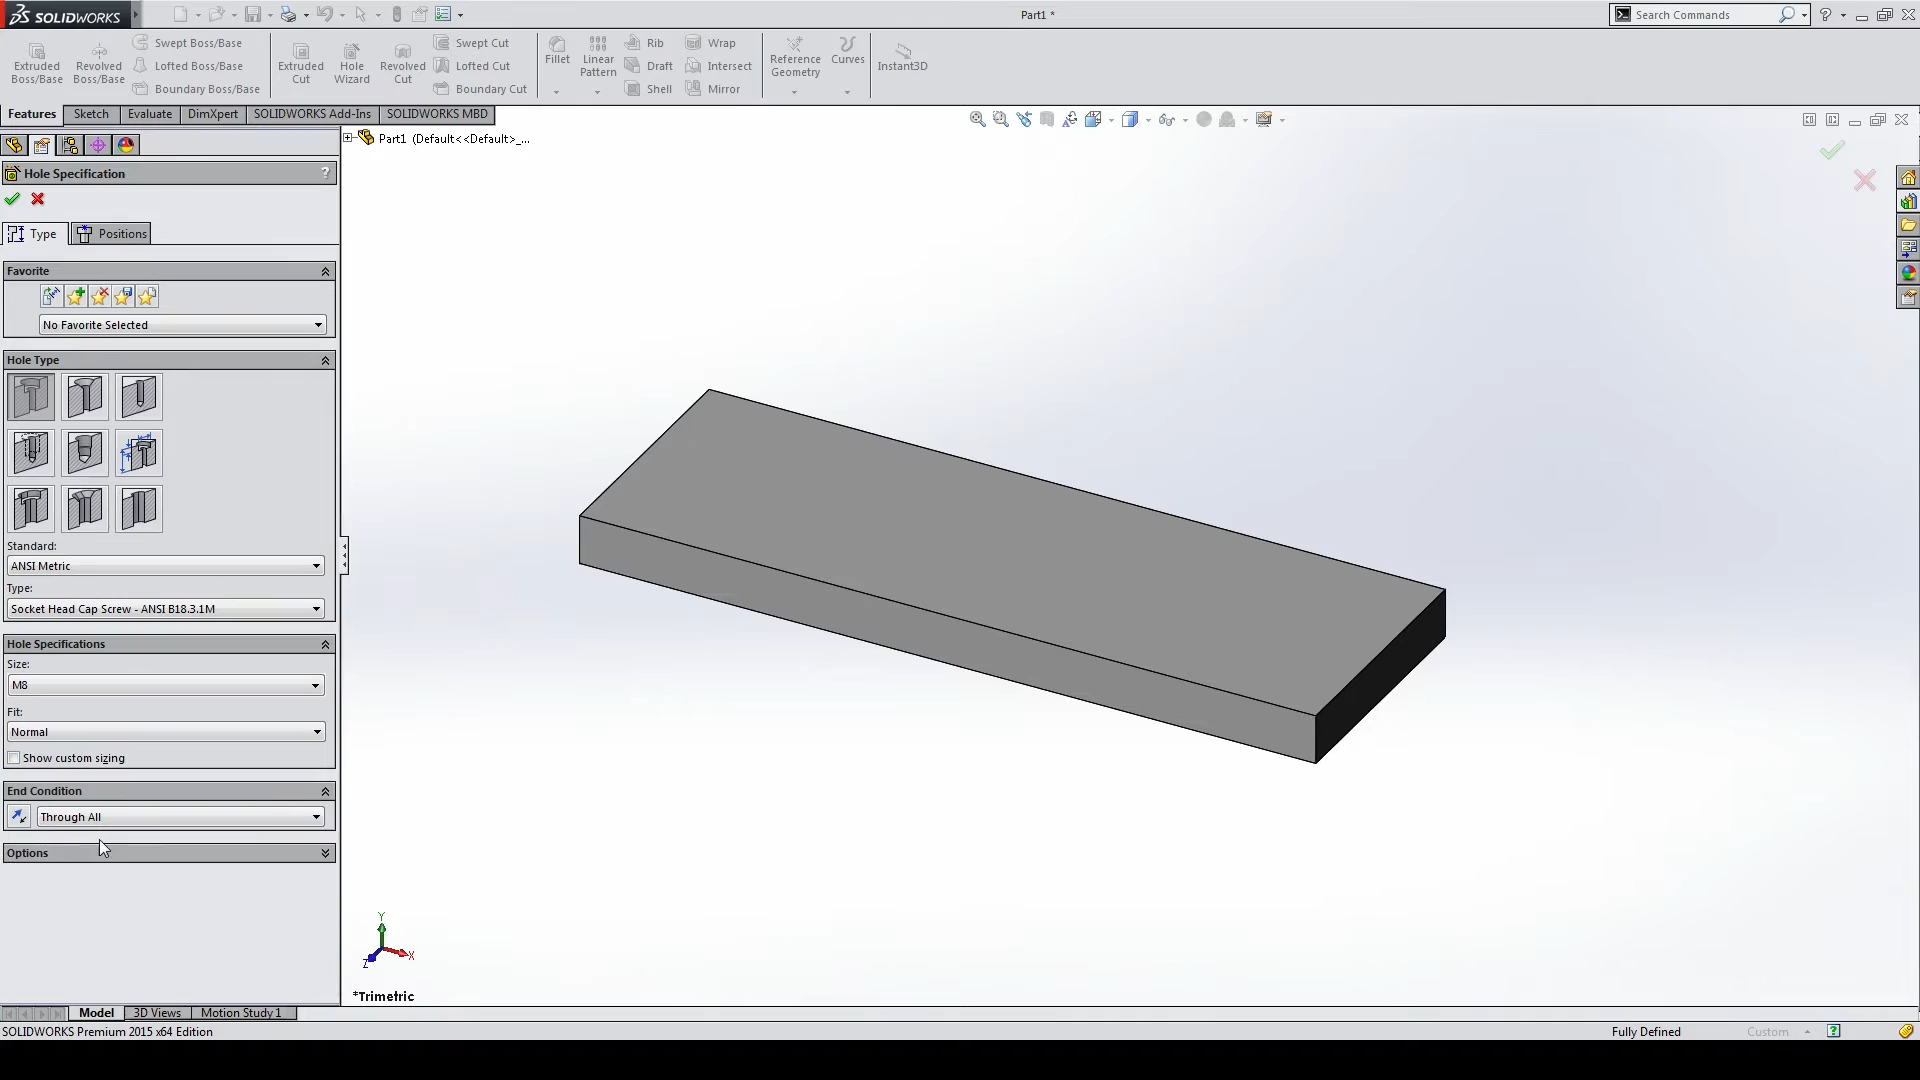 SOLIDWORKS
Part1 *
Search Commands
Extruded Boss/Base
Revolved Boss/Base
Swept Boss/Base
Lofted Boss/Base
Boundary Boss/Base
Extruded Cut
Hole Wizard
Revolved Cut
Swept Cut
Lofted Cut
Boundary Cut
Fillet
Linear Pattern
Rib
Draft
Shell
Wrap
Intersect
Mirror
Reference Geometry
Curves
Instant3D
Features
Sketch
Evaluate
DimXpert
SOLIDWORKS Add-Ins
SOLIDWORKS MBD
Part1 (Default<<Default>_...
Hole Specification
?
Type
Positions
Favorite
No Favorite Selected
Hole Type
Standard:
ANSI Metric
Type:
Socket Head Cap Screw - ANSI B18.3.1M
Hole Specifications
Size:
M8
Fit:
Normal
Show custom sizing
End Condition
Through All
Options
Y
X
Z
*Trimetric
Model
3D Views
Motion Study 1
SOLIDWORKS Premium 2015 x64 Edition
Fully Defined
Custom
?